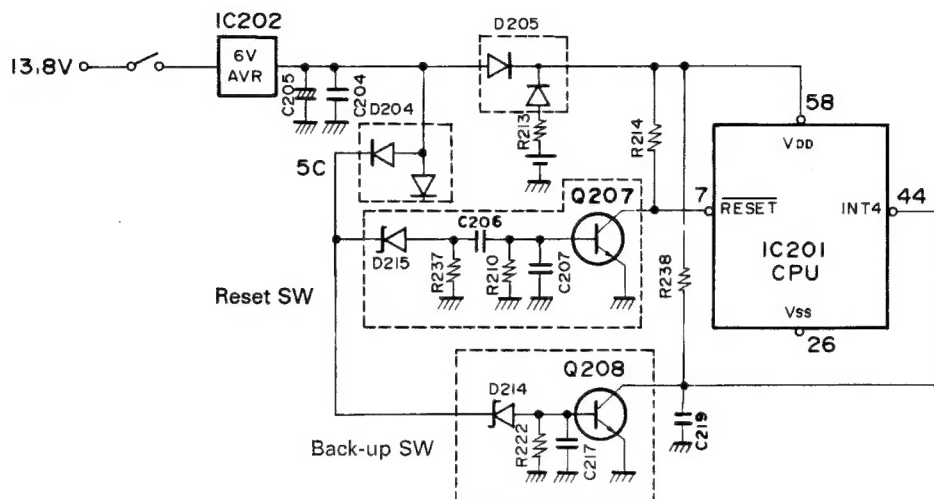 IC202
13.8V
6V
AVR
C205
C204
D204
D205
R213
5C
R214
58
VDD
7
RESET
INT4
44
IC201
CPU
VSS
26
Q207
C206
D215
R237
R210
C207
R238
Reset SW
Q208
D214
R222
C217
C219
Back-up SW